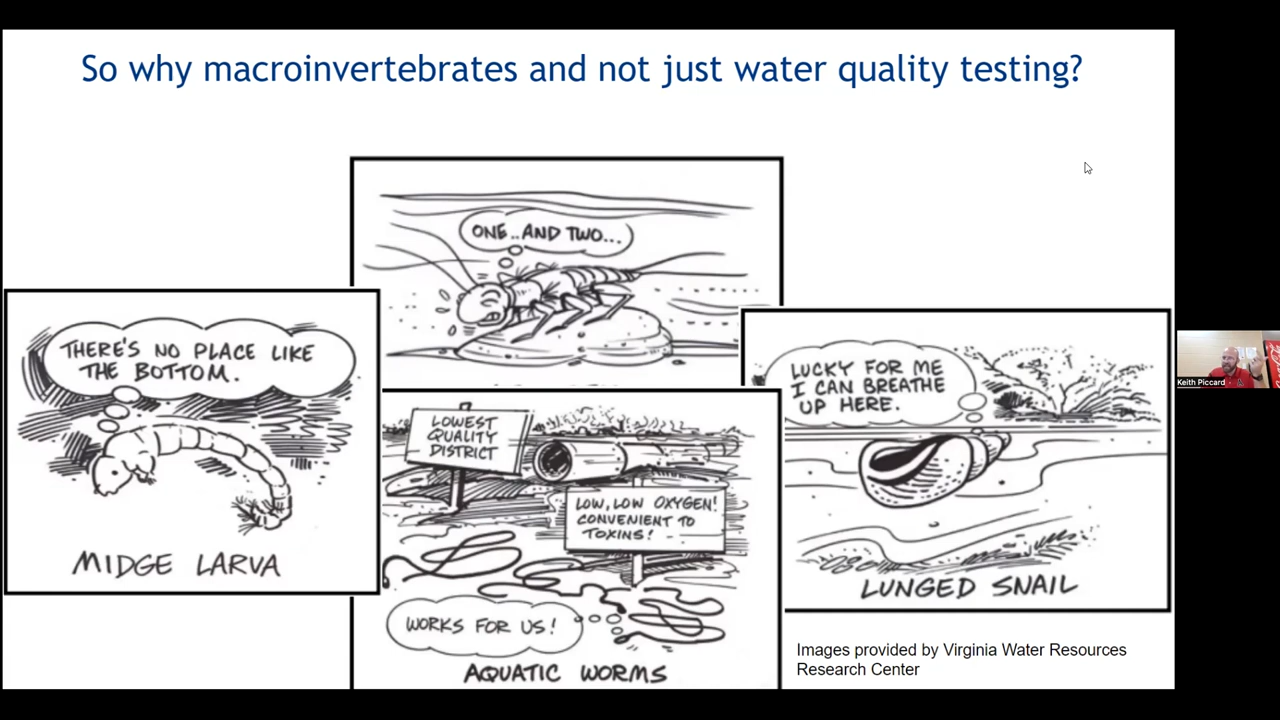 So why macroinvertebrates and not just water quality testing?
ONE..AND TWO...
THERE'S NO PLACE LIKE
THE BOTTOM.
MIDGE LARVA
LOWEST
QUALITY
DISTRICT
LOW, LOW OXYGEN!
CONVENIENT TO
TOXINS!
WORKS FOR US!
AQUATIC WORMS
LUCKY FOR ME
I CAN BREATHE
UP HERE.
LUNGED SNAIL
Images provided by Virginia Water Resources
Research Center
Keith Piccard